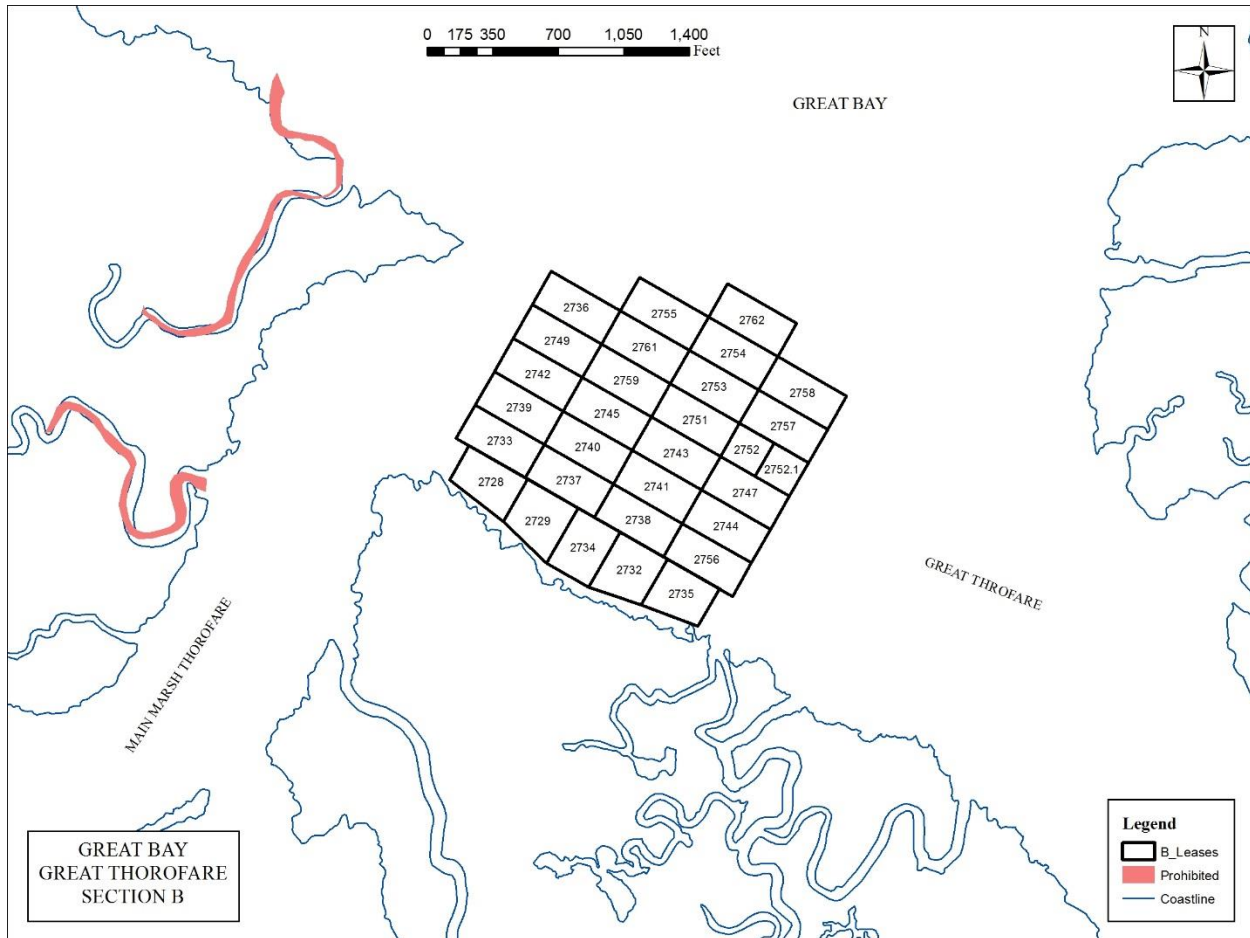 0 175 350 700 1,050 1,400
Feet
N
GREAT BAY
2736
2755
2762
2749
2761
2754
2742
2759
2753
2758
2739
2745
2751
2757
2733
2740
2743
2752
2752.1
2728
2737
2741
2747
2729
2738
2744
2734
2732
2756
2735
GREAT THROFARE
MAIN MARSH THOROFARE
GREAT BAY
GREAT THOROFARE
SECTION B
Legend
B_Leases
Prohibited
Coastline